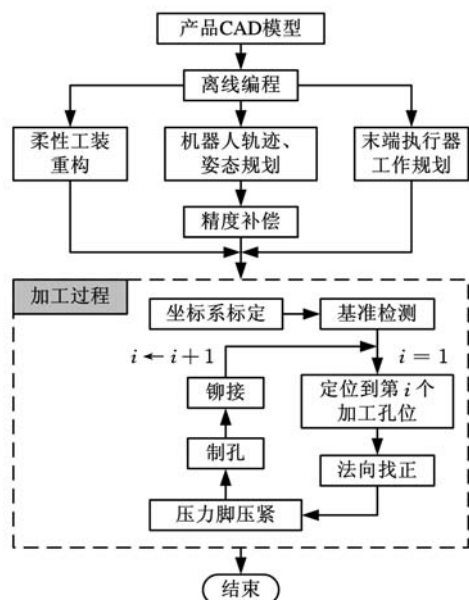 产品CAD模型
离线编程
柔性工装
重构
机器人轨迹、
姿态规划
末端执行器
工作规划
精度补偿
加工过程
坐标系标定
基准检测
i ← i + 1
i = 1
铆接
定位到第 i 个
加工孔位
制孔
法向找正
压力脚压紧
结束